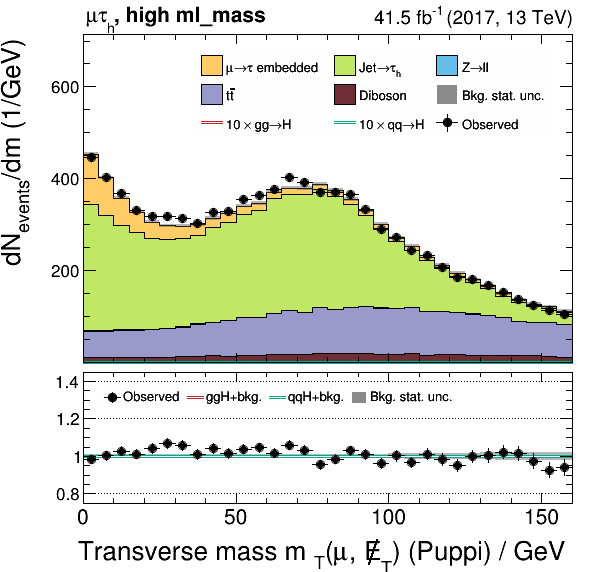 μτh, high ml_mass 41.5 fb⁻¹ (2017, 13 TeV)
dNevents/dm (1/GeV)
600
400
200
μ→τ embedded Jet→τh Z→ll
tt̄ Diboson Bkg. stat. unc.
10 × gg→H 10 × qq→H Observed
1.4
1.2
1.0
0.8
Observed ggH+bkg. qqH+bkg. Bkg. stat. unc.
0 50 100 150
Transverse mass m T(μ, E̸T) (Puppi) / GeV